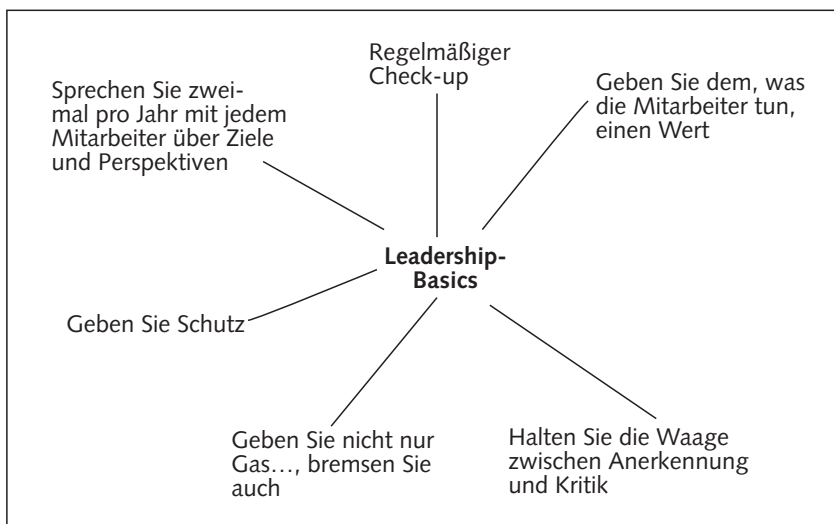 Regelmäßiger
Check-up
Geben Sie dem, was
die Mitarbeiter tun,
einen Wert
Sprechen Sie zwei-
mal pro Jahr mit jedem
Mitarbeiter über Ziele
und Perspektiven
Leadership-
Basics
Geben Sie Schutz
Geben Sie nicht nur
Gas..., bremsen Sie
auch
Halten Sie die Waage
zwischen Anerkennung
und Kritik